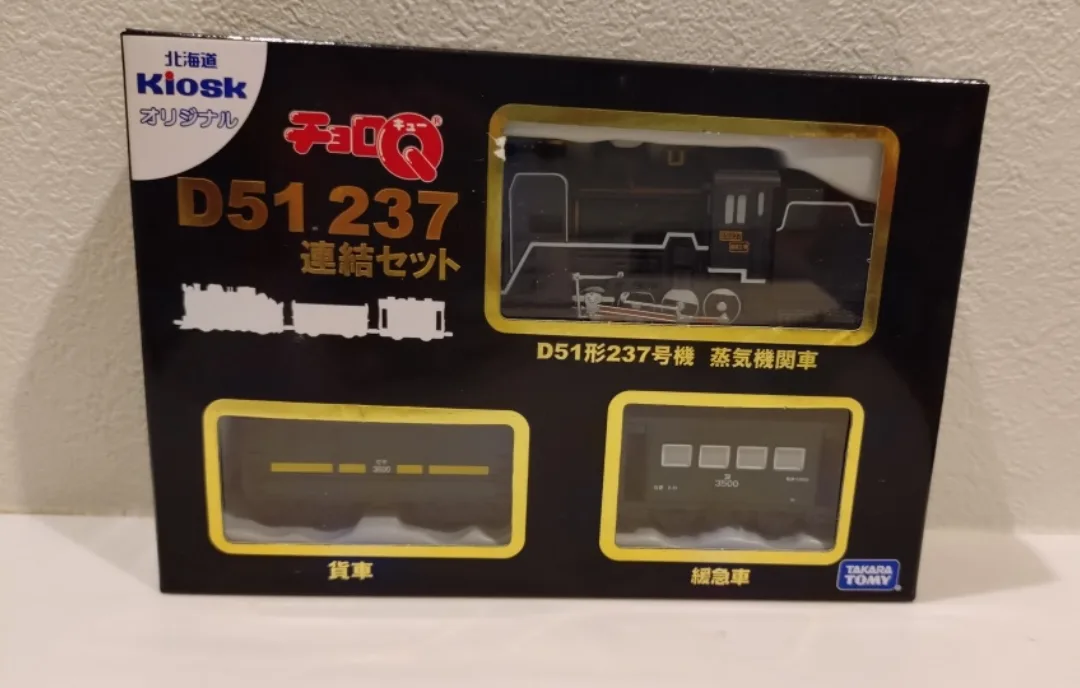 北海道
Kiosk
オリジナル
チョロQ®
キュー
D51 237
連結セット
D51形237号機 蒸気機関車
3500
3500
貨車
緩急車
TAKARA
TOMY